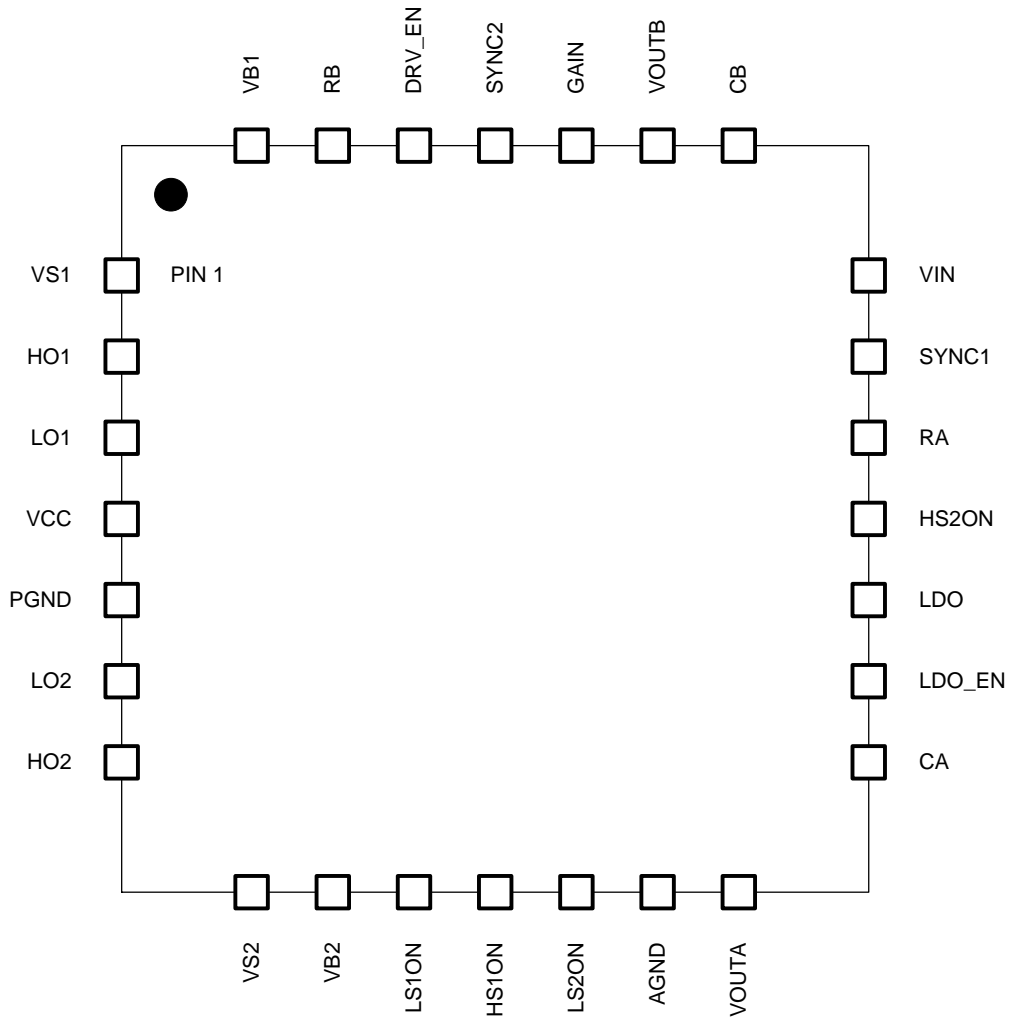 VB1
RB
DRV_EN
SYNC2
GAIN
VOUTB
CB
VS1
PIN 1
VIN
HO1
SYNC1
LO1
RA
VCC
HS2ON
PGND
LDO
LO2
LDO_EN
HO2
CA
VS2
VB2
LS1ON
HS1ON
LS2ON
AGND
VOUTA